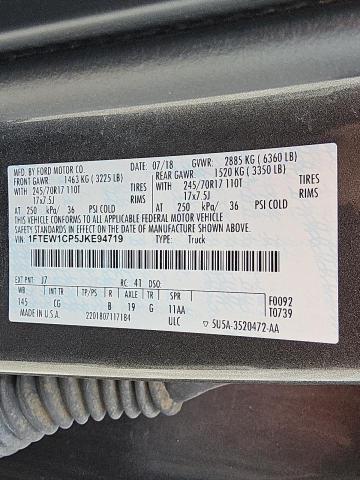 MFD. BY FORD MOTOR CO. 07/18 GVWR: 2885 KG ( 6360 LB)
FRONT GAWR: 1463 KG ( 3225 LB) REAR GAWR: 1520 KG ( 3350 LB)
245/70R17 110T TIRES 245/70R17 110T TIRES
17x7.5J RIMS 17x7.5J RIMS
AT 250 kPa/ 36 PSI COLD AT 250 kPa/ 36 PSI COLD
THIS VEHICLE CONFORMS TO ALL APPLICABLE FEDERAL MOTOR VEHICLE
SAFETY STANDARDS IN EFFECT ON THE DATE OF MANUFACTURE SHOWN ABOVE.
VIN: 1FTEW1CP5JKE94719 TYPE: Truck
EXT PNT: J7 RC: 41 DSO:
WB INT TR TP/PS R AXLE TR SPR F0092
145 CG B 19 G 11AA T0739
MADE IN U.S.A. 2201807117184 ULC 5U5A-3520472-AA